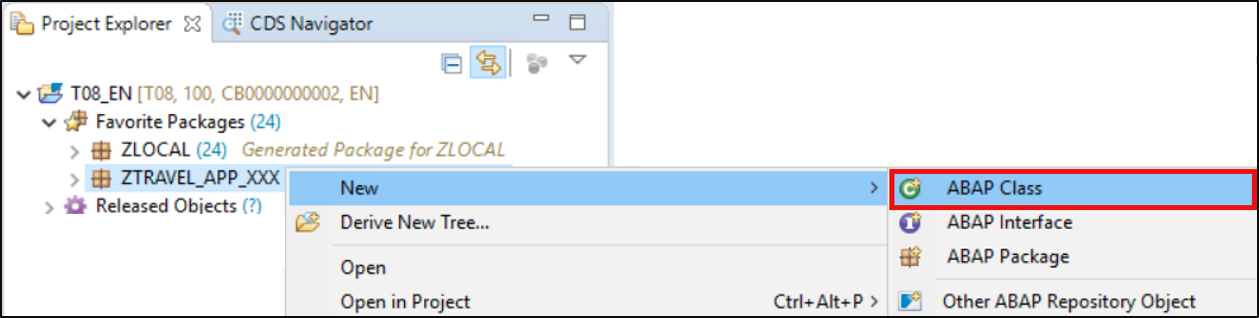 Project Explorer CDS Navigator
T08_EN [T08, 100, CB0000000002, EN]
Favorite Packages (24)
ZLOCAL (24) Generated Package for ZLOCAL
ZTRAVEL_APP_XXX
Released Objects (?)
New
Derive New Tree...
Open
Open in Project Ctrl+Alt+P
ABAP Class
ABAP Interface
ABAP Package
Other ABAP Repository Object